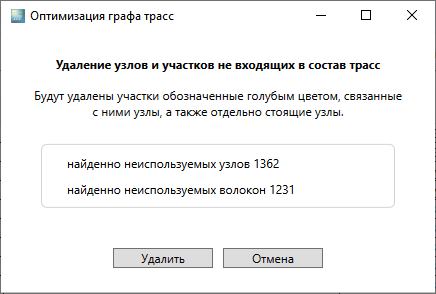 Оптимизация графа трасс
Удаление узлов и участков не входящих в состав трасс
Будут удалены участки обозначенные голубым цветом, связанные
с ними узлы, а также отдельно стоящие узлы.
найденно неиспользуемых узлов 1362
найденно неиспользуемых волокон 1231
Удалить
Отмена